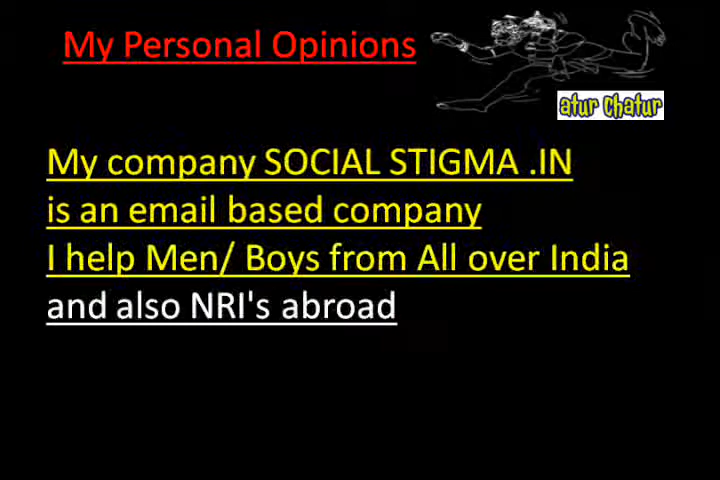 My Personal Opinions
atur Chatur
My company SOCIAL STIGMA .IN
is an email based company
I help Men/ Boys from All over India
and also NRI's abroad